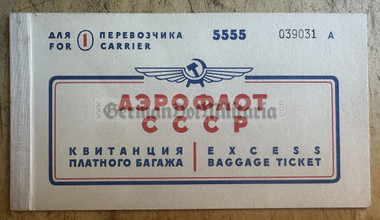 ДЛЯ 1 ПЕРЕВОЗЧИКА 5555 039031 А
FOR CARRIER
АЭРОФЛОТ
СССР
КВИТАНЦИЯ EXCESS
ПЛАТНОГО БАГАЖА BAGGAGE TICKET